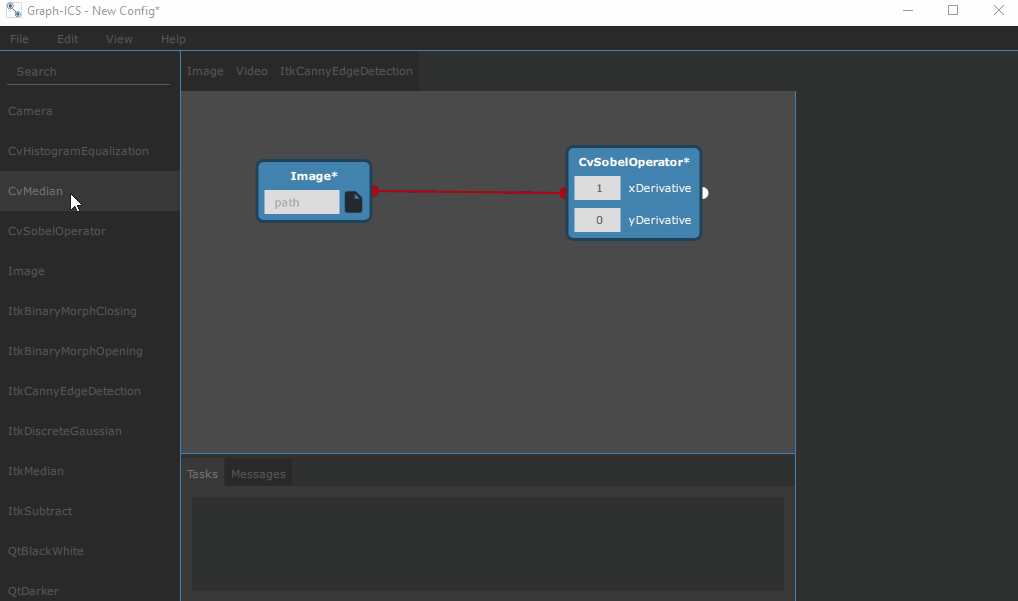 Graph-ICS - New Config*
File Edit View Help
Search
Camera
CvHistogramEqualization
CvMedian
CvSobelOperator
Image
ItkBinaryMorphClosing
ItkBinaryMorphOpening
ItkCannyEdgeDetection
ItkDiscreteGaussian
ItkMedian
ItkSubtract
QtBlackWhite
QtDarker
Image Video ItkCannyEdgeDetection
Image*
path
CvSobelOperator*
1 xDerivative
0 yDerivative
Tasks Messages